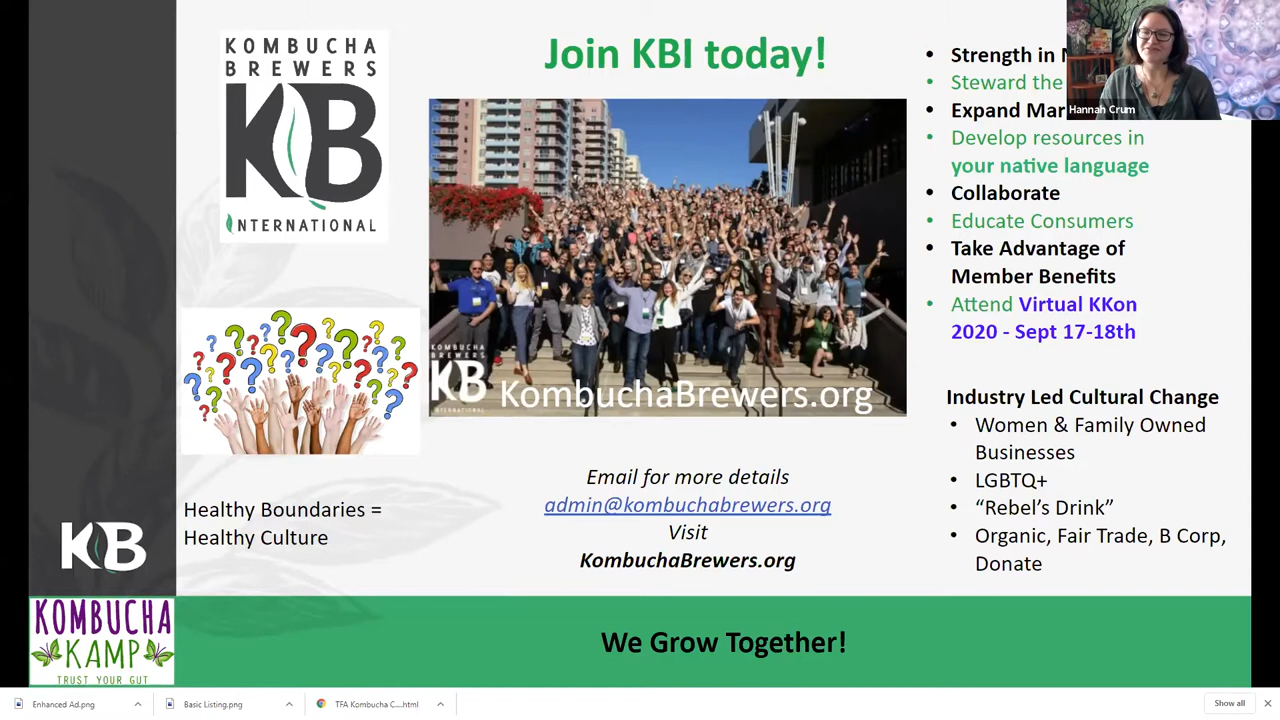 KOMBUCHA
BREWERS
KB
INTERNATIONAL
Join KBI today!
KOMBUCHA
BREWERS
KB
INTERNATIONAL
KombuchaBrewers.org
Healthy Boundaries =
Healthy Culture
Email for more details
admin@kombuchabrewers.org
Visit
KombuchaBrewers.org
• Strength in
• Steward the
• Expand Mar
• Develop resources in
your native language
• Collaborate
• Educate Consumers
• Take Advantage of
Member Benefits
• Attend Virtual KKon
2020 - Sept 17-18th
Industry Led Cultural Change
• Women & Family Owned
Businesses
• LGBTQ+
• “Rebel’s Drink”
• Organic, Fair Trade, B Corp,
Donate
Hannah Crum
KB
KOMBUCHA
KAMP
TRUST YOUR GUT
We Grow Together!
Enhanced Ad.png
Basic Listing.png
TFA Kombucha C....html
Show all